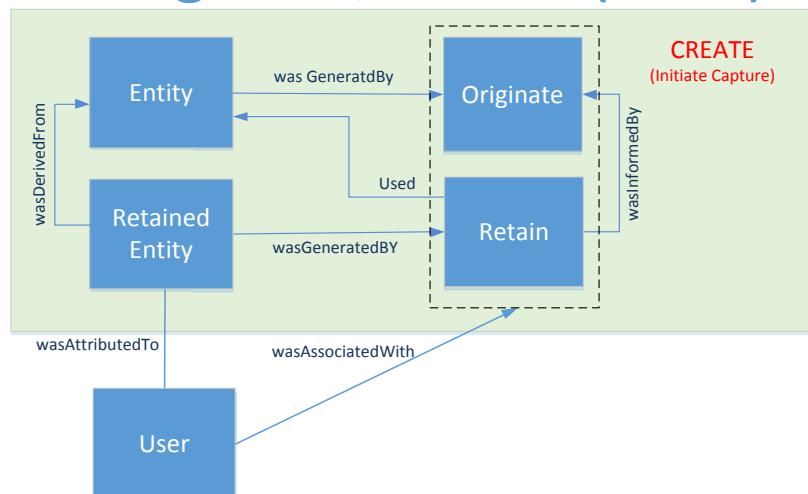 CREATE
(Initiate Capture)
Entity
was GeneratdBy
Originate
wasDerivedFrom
Used
wasInformedBy
Retained
Entity
wasGeneratedBY
Retain
wasAttributedTo
wasAssociatedWith
User